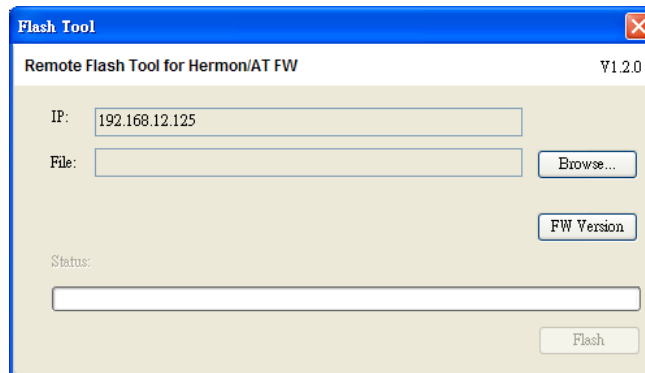 Flash Tool
Remote Flash Tool for Hermon/AT FW V1.2.0
IP: 192.168.12.125
File: Browse...
FW Version
Status:
Flash